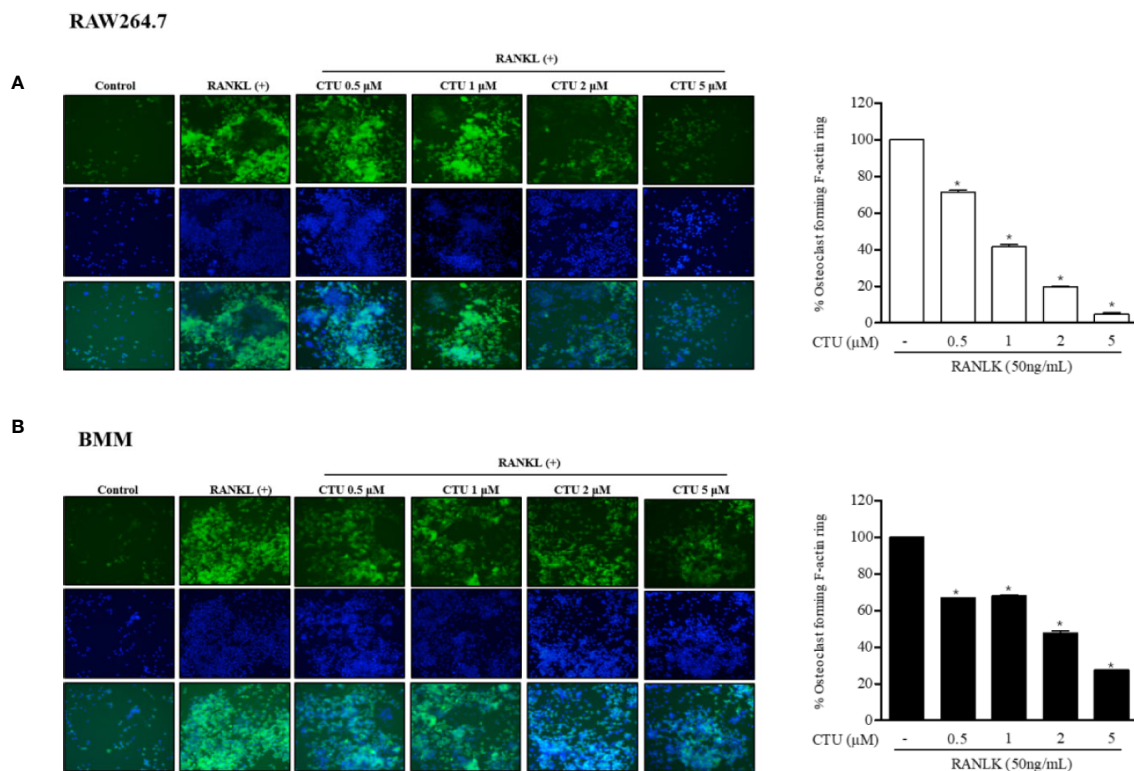 RAW264.7
A
RANKL (+)
Control RANKL (+) CTU 0.5 μM CTU 1 μM CTU 2 μM CTU 5 μM
% Osteoclast forming F-actin ring
120
100
80
60
40
20
0
* * * *
CTU (μM) - 0.5 1 2 5
RANLK (50ng/mL)
B
BMM
RANKL (+)
Control RANKL (+) CTU 0.5 μM CTU 1 μM CTU 2 μM CTU 5 μM
% Osteoclast forming F-actin ring
120
100
80
60
40
20
0
* * * *
CTU (μM) - 0.5 1 2 5
RANLK (50ng/mL)